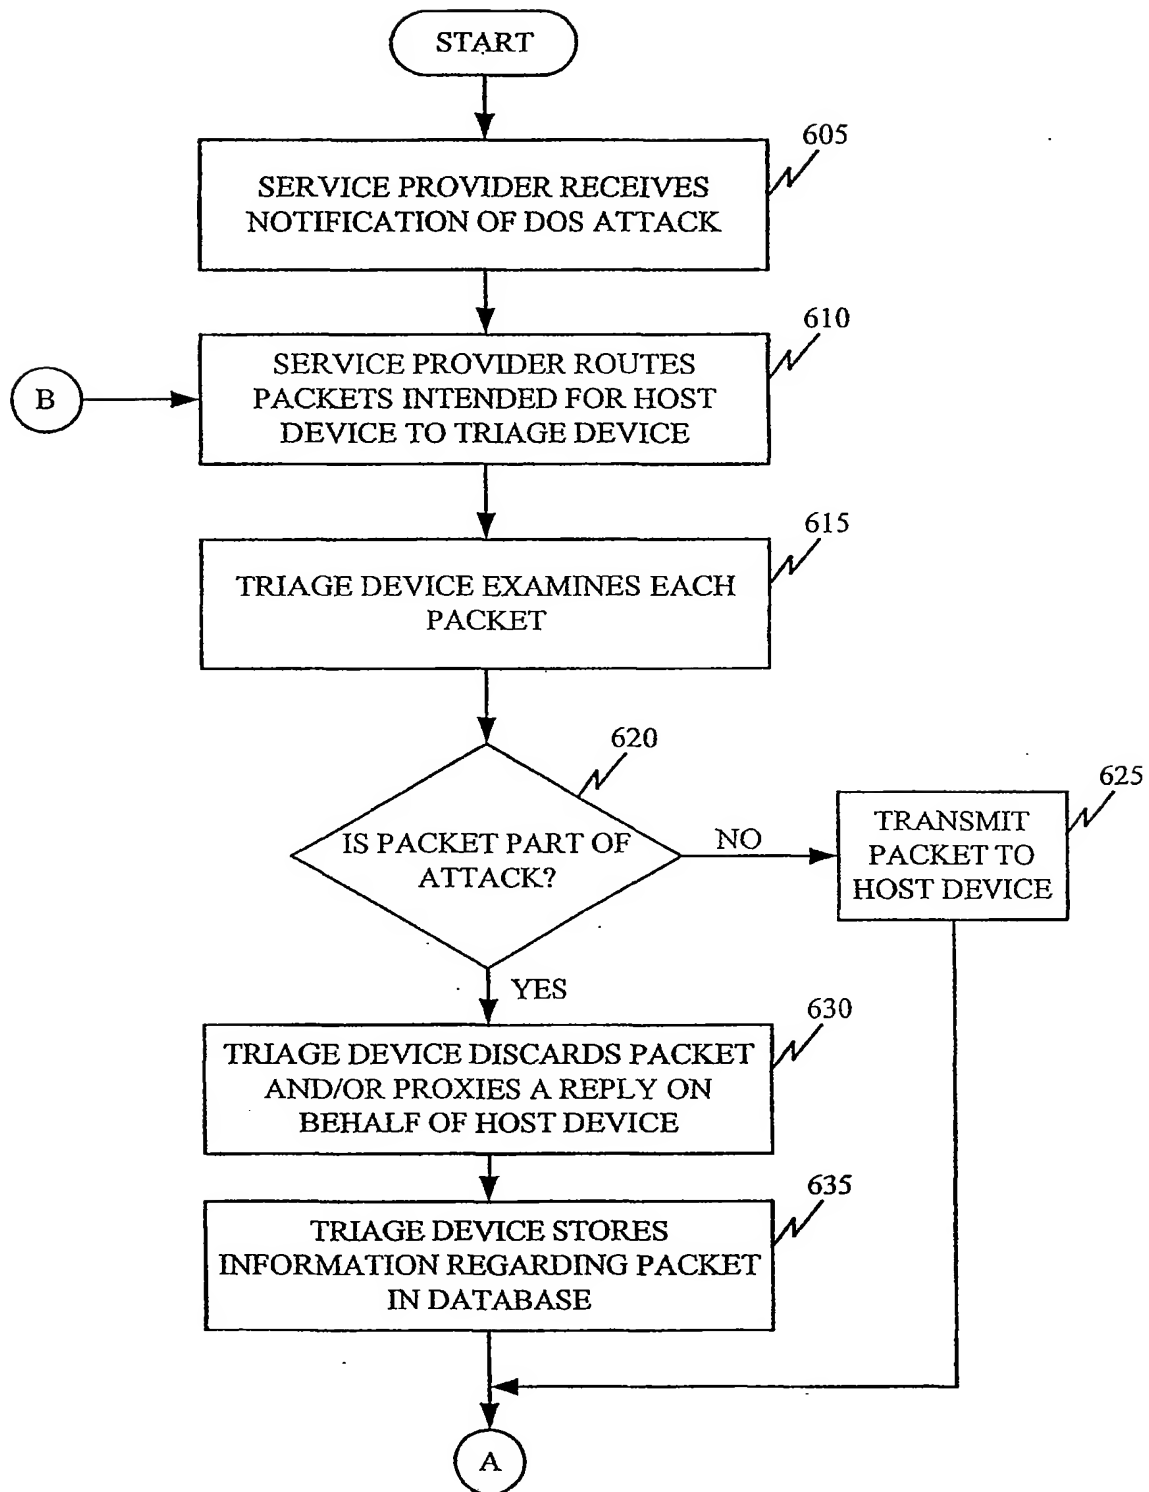 START
605
SERVICE PROVIDER RECEIVES
NOTIFICATION OF DOS ATTACK
610
SERVICE PROVIDER ROUTES
PACKETS INTENDED FOR HOST
DEVICE TO TRIAGE DEVICE
B
615
TRIAGE DEVICE EXAMINES EACH
PACKET
620
IS PACKET PART OF
ATTACK?
NO
625
TRANSMIT
PACKET TO
HOST DEVICE
YES
630
TRIAGE DEVICE DISCARDS PACKET
AND/OR PROXIES A REPLY ON
BEHALF OF HOST DEVICE
635
TRIAGE DEVICE STORES
INFORMATION REGARDING PACKET
IN DATABASE
A